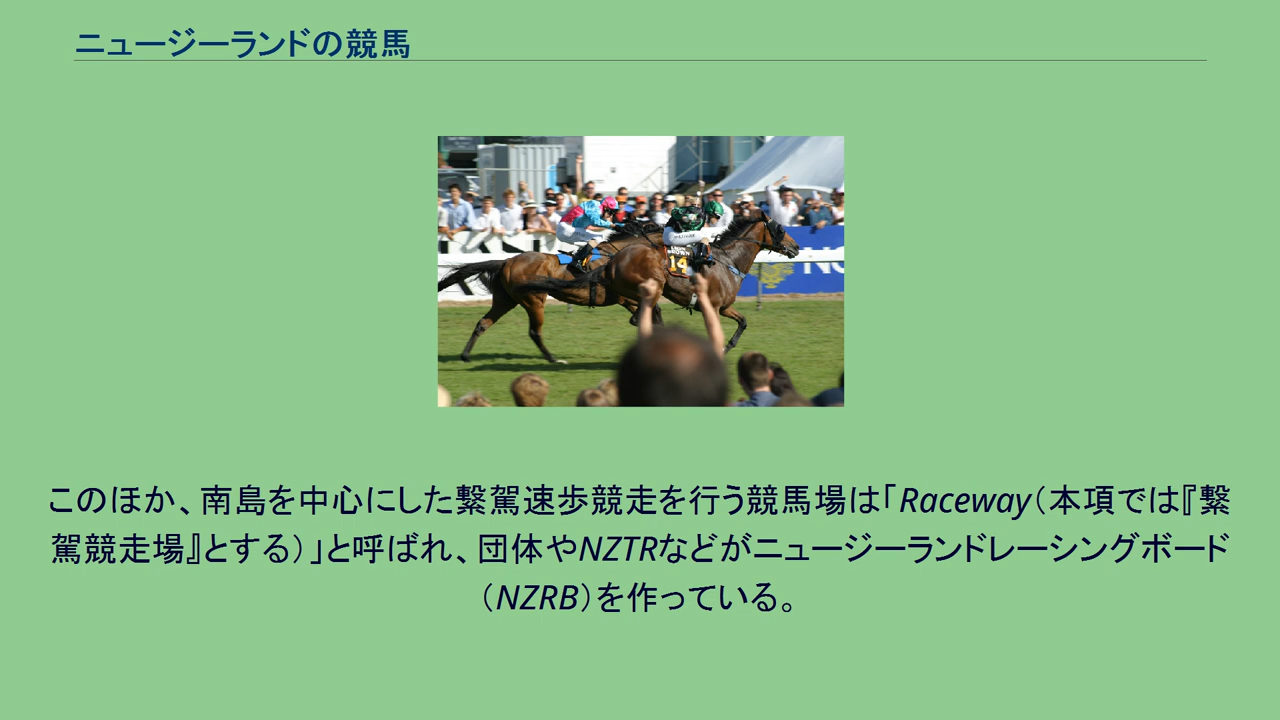 ニュージーランドの競馬
14
このほか、南島を中心にした繋駕速歩競走を行う競馬場は「Raceway（本項では『繋
駕競走場』とする）」と呼ばれ、団体やNZTRなどがニュージーランドレーシングボード
（NZRB）を作っている。